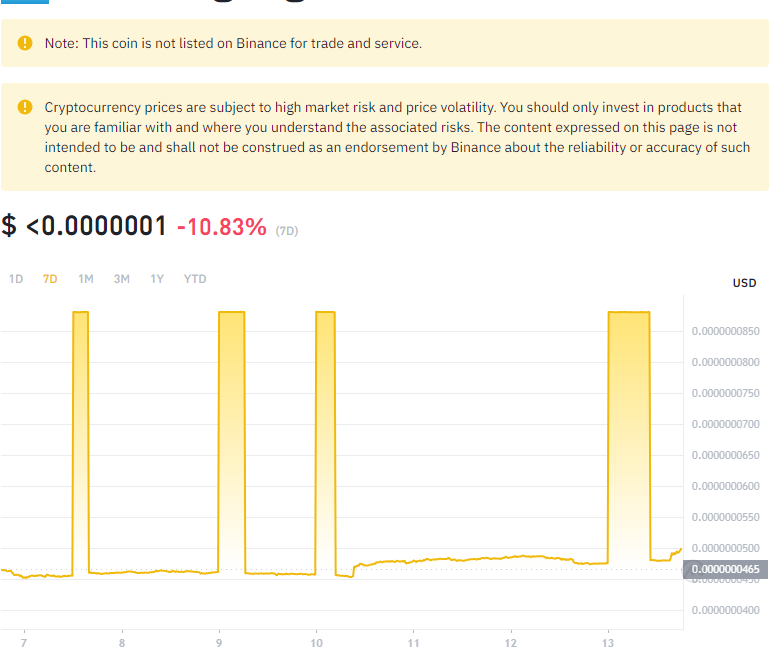 Note: This coin is not listed on Binance for trade and service.
Cryptocurrency prices are subject to high market risk and price volatility. You should only invest in products that
you are familiar with and where you understand the associated risks. The content expressed on this page is not
intended to be and shall not be construed as an endorsement by Binance about the reliability or accuracy of such
content.
$ <0.0000001 -10.83% (7D)
1D 7D 1M 3M 1Y YTD
USD
0.0000000850
0.0000000800
0.0000000750
0.0000000700
0.0000000650
0.0000000600
0.0000000550
0.0000000500
0.0000000465
0.0000000450
0.0000000400
7 8 9 10 11 12 13